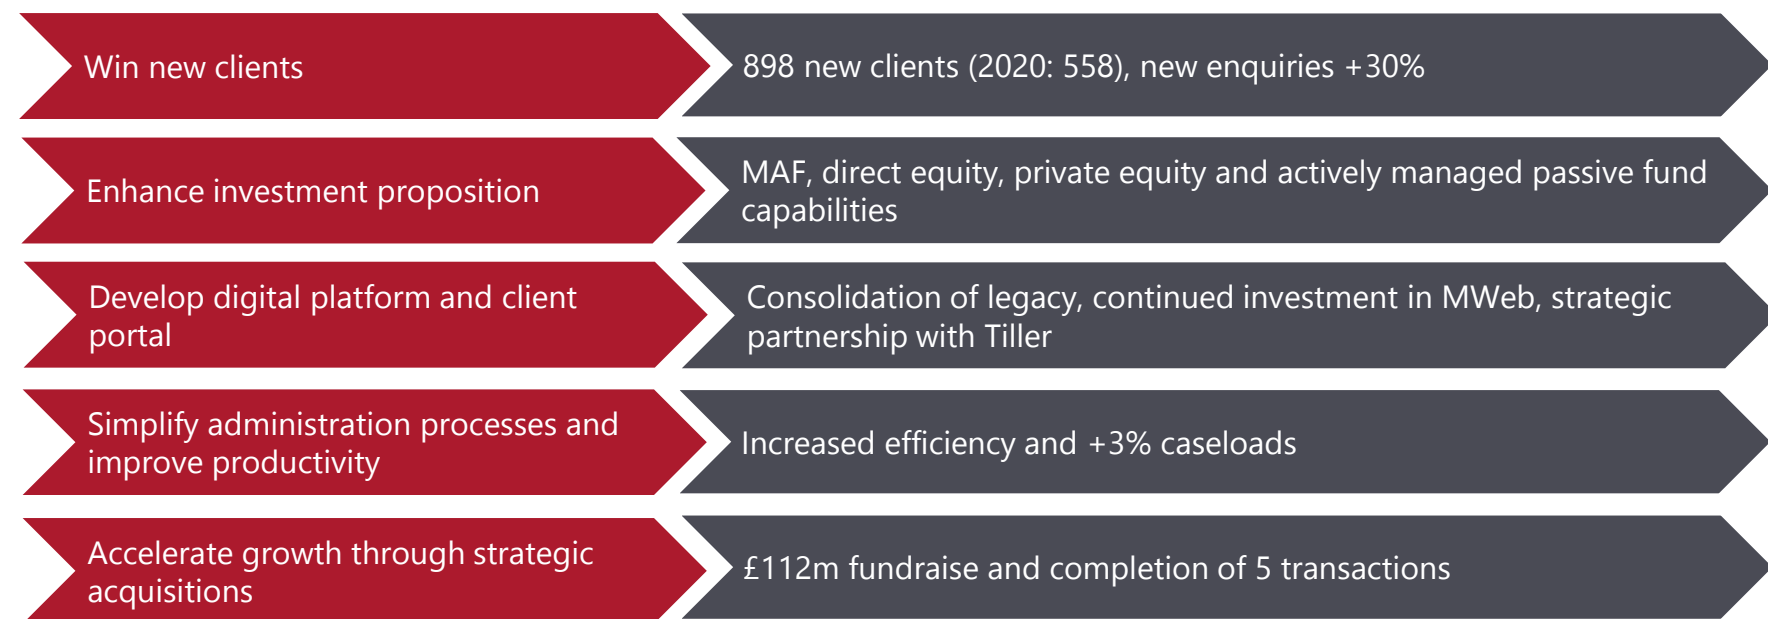 Win new clients
898 new clients (2020: 558), new enquiries +30%
Enhance investment proposition
MAF, direct equity, private equity and actively managed passive fund
capabilities
Develop digital platform and client
portal
Consolidation of legacy, continued investment in MWeb, strategic
partnership with Tiller
Simplify administration processes and
improve productivity
Increased efficiency and +3% caseloads
Accelerate growth through strategic
acquisitions
£112m fundraise and completion of 5 transactions